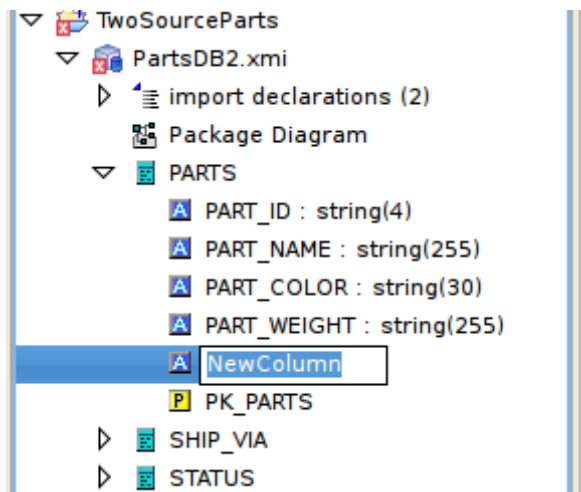 TwoSourceParts
PartsDB2.xmi
import declarations (2)
Package Diagram
PARTS
PART_ID : string(4)
PART_NAME : string(255)
PART_COLOR : string(30)
PART_WEIGHT : string(255)
NewColumn
PK_PARTS
SHIP_VIA
STATUS